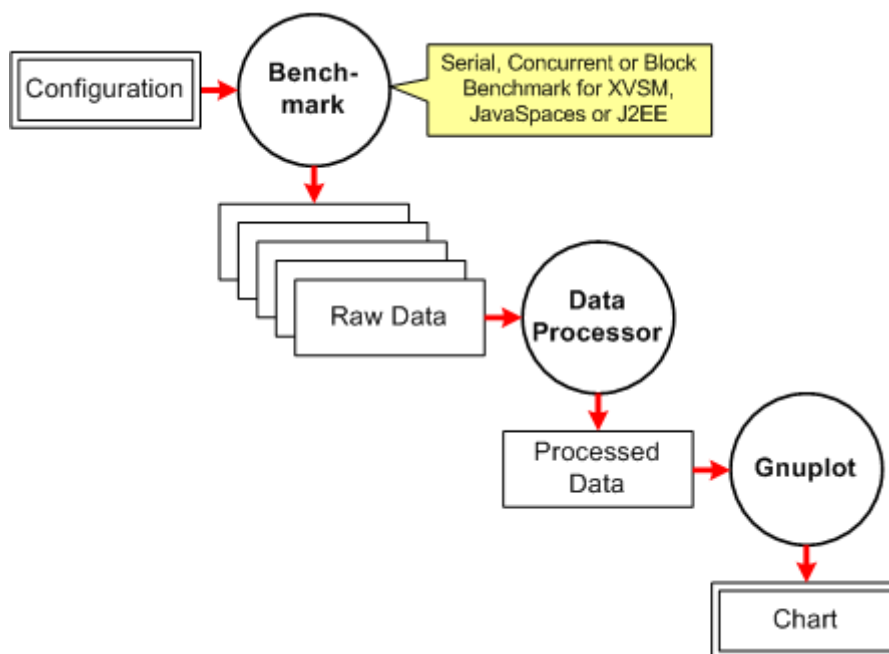 Configuration
Bench-
mark
Serial, Concurrent or Block
Benchmark for XVSM,
JavaSpaces or J2EE
Raw Data
Data
Processor
Processed
Data
Gnuplot
Chart